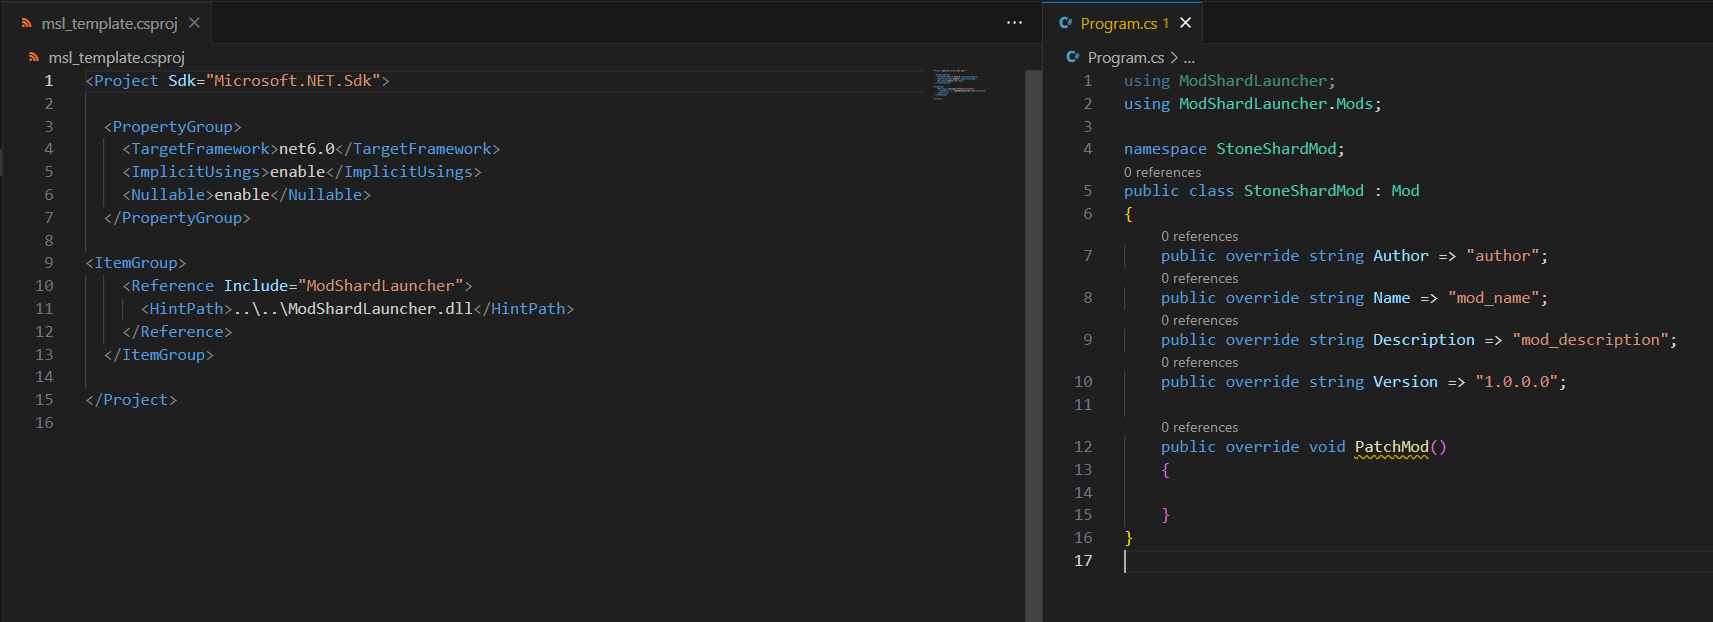 msl_template.csproj
msl_template.csproj
1 <Project Sdk="Microsoft.NET.Sdk">
2
3 <PropertyGroup>
4 <TargetFramework>net6.0</TargetFramework>
5 <ImplicitUsings>enable</ImplicitUsings>
6 <Nullable>enable</Nullable>
7 </PropertyGroup>
8
9 <ItemGroup>
10 <Reference Include="ModShardLauncher">
11 <HintPath>..\..\ModShardLauncher.dll</HintPath>
12 </Reference>
13 </ItemGroup>
14
15 </Project>
16
Program.cs 1
Program.cs > ...
1 using ModShardLauncher;
2 using ModShardLauncher.Mods;
3
4 namespace StoneShardMod;
0 references
5 public class StoneShardMod : Mod
6 {
0 references
7 public override string Author => "author";
0 references
8 public override string Name => "mod_name";
0 references
9 public override string Description => "mod_description";
0 references
10 public override string Version => "1.0.0.0";
11
0 references
12 public override void PatchMod()
13 {
14
15 }
16 }
17